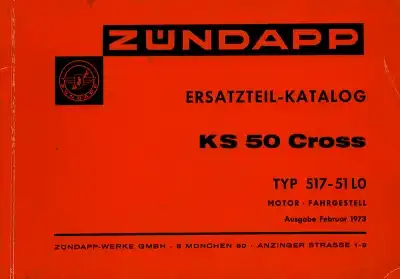 ZÜNDAPP
ZÜNDAPP
ERSATZTEIL-KATALOG
KS 50 Cross
TYP 517-51 L0
MOTOR · FAHRGESTELL
Ausgabe Februar 1973
ZÜNDAPP-WERKE GMBH - 8 MÜNCHEN 80 · ANZINGER STRASSE 1-3